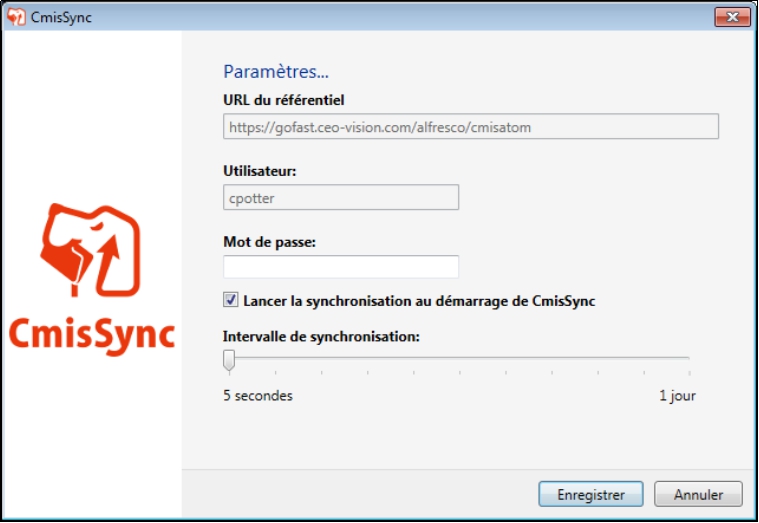 CmisSync
Paramètres...
URL du référentiel
https://gofast.ceo-vision.com/alfresco/cmisatom
Utilisateur:
cpotter
Mot de passe:
Lancer la synchronisation au démarrage de CmisSync
CmisSync
Intervalle de synchronisation:
5 secondes
1 jour
Enregistrer
Annuler